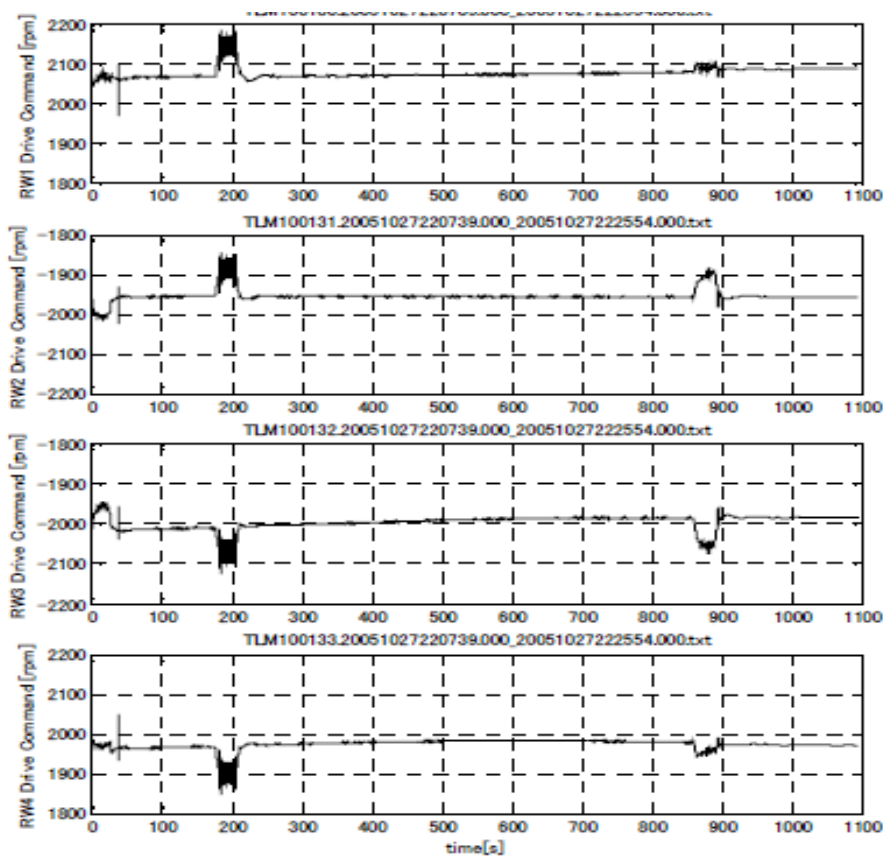 2200
2100
2000
1900
1800
RW1 Drive Command [rpm]
0 100 200 300 400 500 600 700 800 900 1000 1100
TLM100131.20051027220739.000_20051027222554.000.txt
-1800
-1900
-2000
-2100
-2200
RW2 Drive Command [rpm]
0 100 200 300 400 500 600 700 800 900 1000 1100
TLM100132.20051027220739.000_20051027222554.000.txt
-1800
-1900
-2000
-2100
-2200
RW3 Drive Command [rpm]
0 100 200 300 400 500 600 700 800 900 1000 1100
TLM100133.20051027220739.000_20051027222554.000.txt
2200
2100
2000
1900
1800
RW4 Drive Command [rpm]
0 100 200 300 400 500 600 700 800 900 1000 1100
time[s]